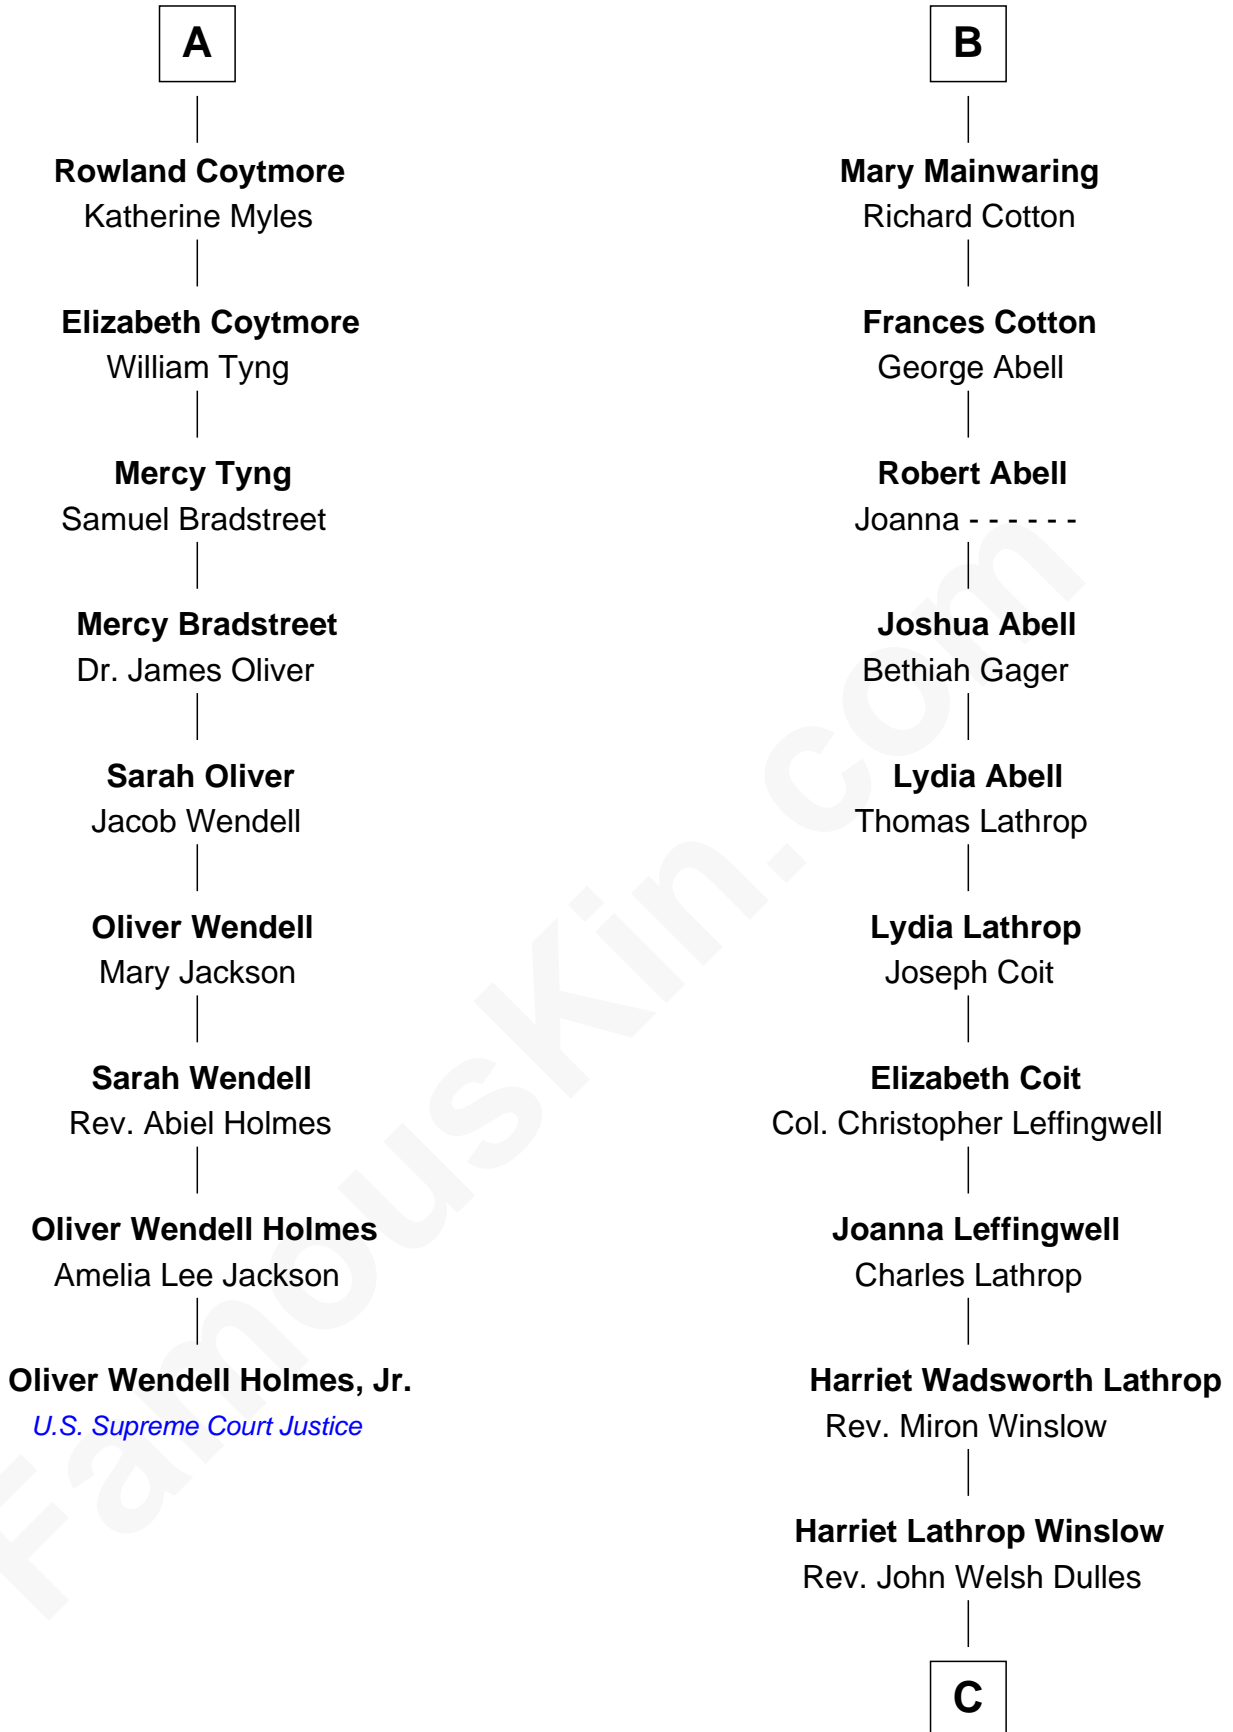 A
Rowland Coytmore
Katherine Myles
Elizabeth Coytmore
William Tyng
Mercy Tyng
Samuel Bradstreet
Mercy Bradstreet
Dr. James Oliver
Sarah Oliver
Jacob Wendell
Oliver Wendell
Mary Jackson
Sarah Wendell
Rev. Abiel Holmes
Oliver Wendell Holmes
Amelia Lee Jackson
Oliver Wendell Holmes, Jr.
U.S. Supreme Court Justice
B
Mary Mainwaring
Richard Cotton
Frances Cotton
George Abell
Robert Abell
Joanna - - - - - -
Joshua Abell
Bethiah Gager
Lydia Abell
Thomas Lathrop
Lydia Lathrop
Joseph Coit
Elizabeth Coit
Col. Christopher Leffingwell
Joanna Leffingwell
Charles Lathrop
Harriet Wadsworth Lathrop
Rev. Miron Winslow
Harriet Lathrop Winslow
Rev. John Welsh Dulles
C
FamousKin.com